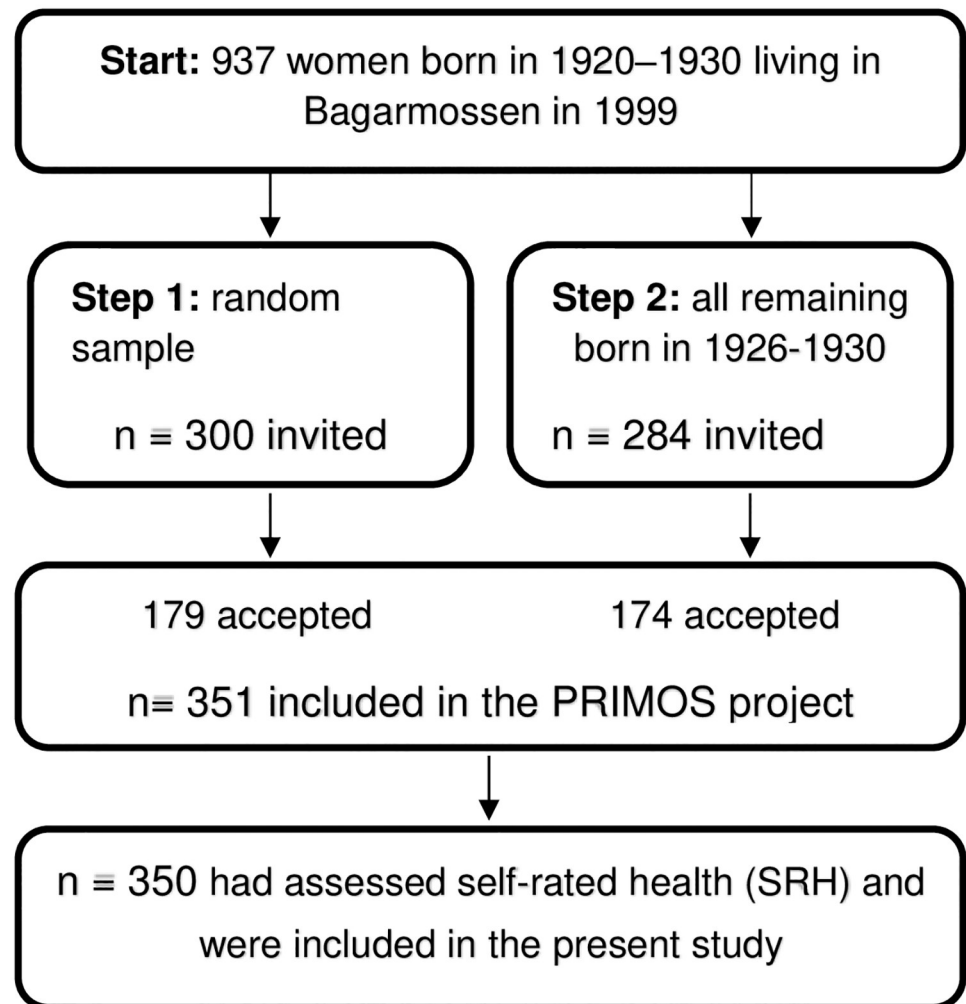 Start: 937 women born in 1920–1930 living in
Bagarmossen in 1999
Step 1: random
sample
n = 300 invited
Step 2: all remaining
born in 1926-1930
n = 284 invited
179 accepted
174 accepted
n= 351 included in the PRIMOS project
n = 350 had assessed self-rated health (SRH) and
were included in the present study